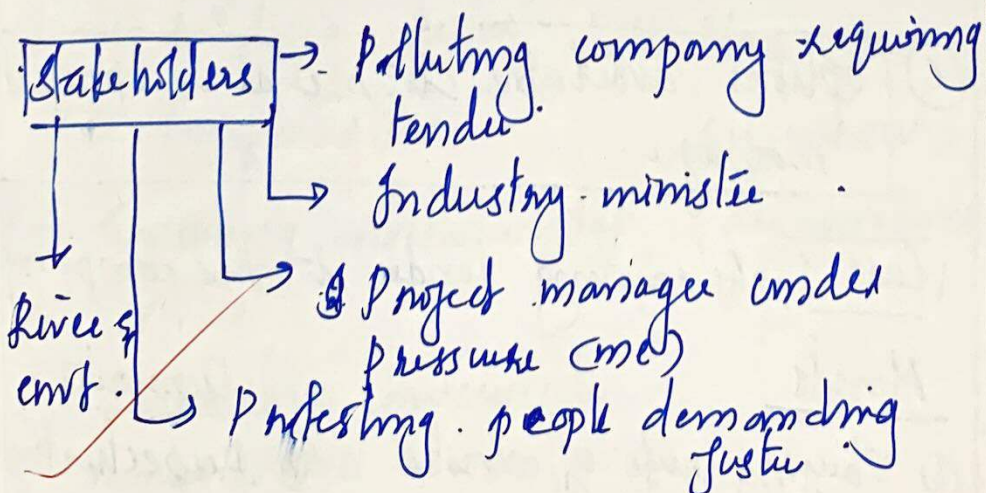 Stakeholders → Polluting company requiring
tender.
→ Industry minister.
→ Project manager under
pressure (me)
River &
envt.
→ Protesting people demanding
Justice